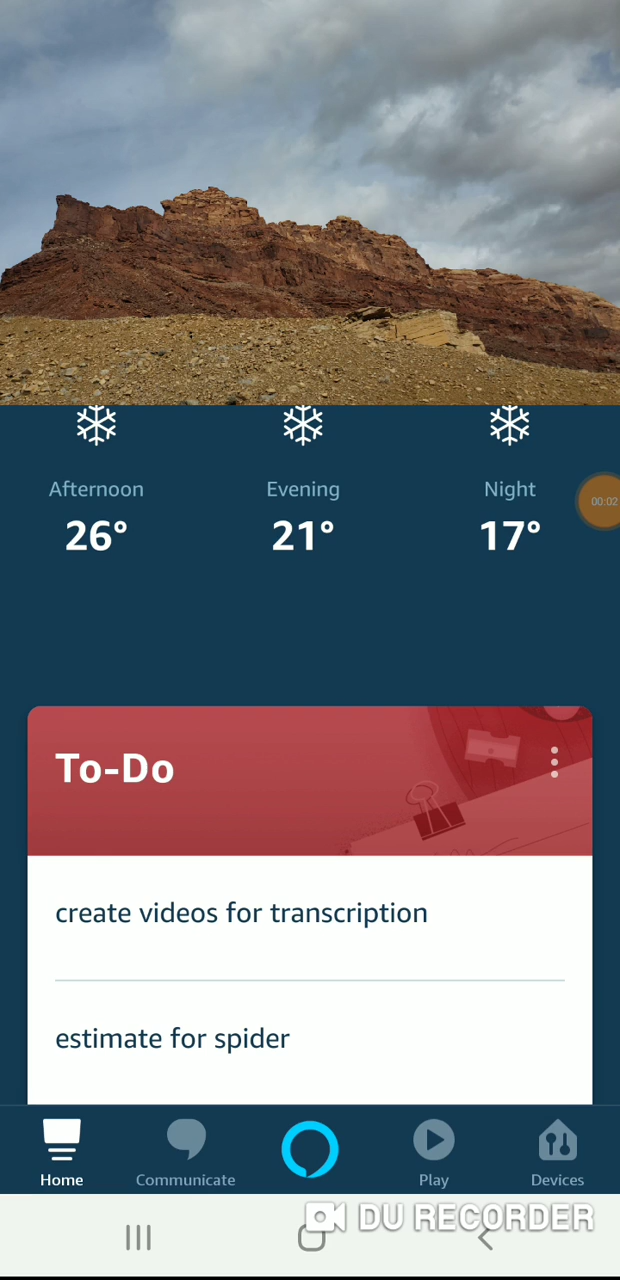 Afternoon Evening Night
26° 21° 17°
00:02
To-Do
create videos for transcription
estimate for spider
Home Communicate Play Devices
DU RECORDER